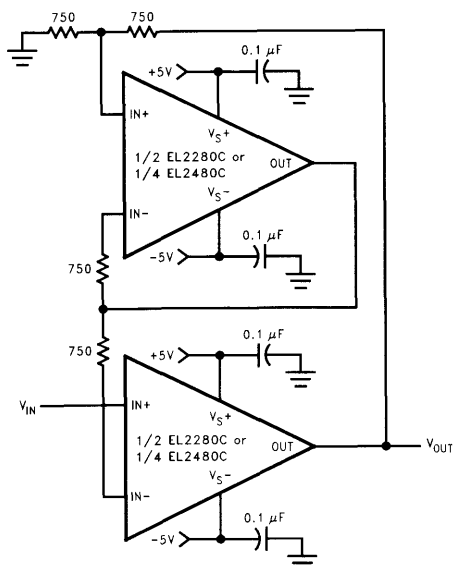 750
750
0.1 μF
+5V
IN+
VS+
1/2 EL2280C or
OUT
1/4 EL2480C
VS−
IN−
0.1 μF
−5V
750
750
0.1 μF
+5V
VIN
IN+
VS+
1/2 EL2280C or
OUT
VOUT
1/4 EL2480C
VS−
IN−
0.1 μF
−5V